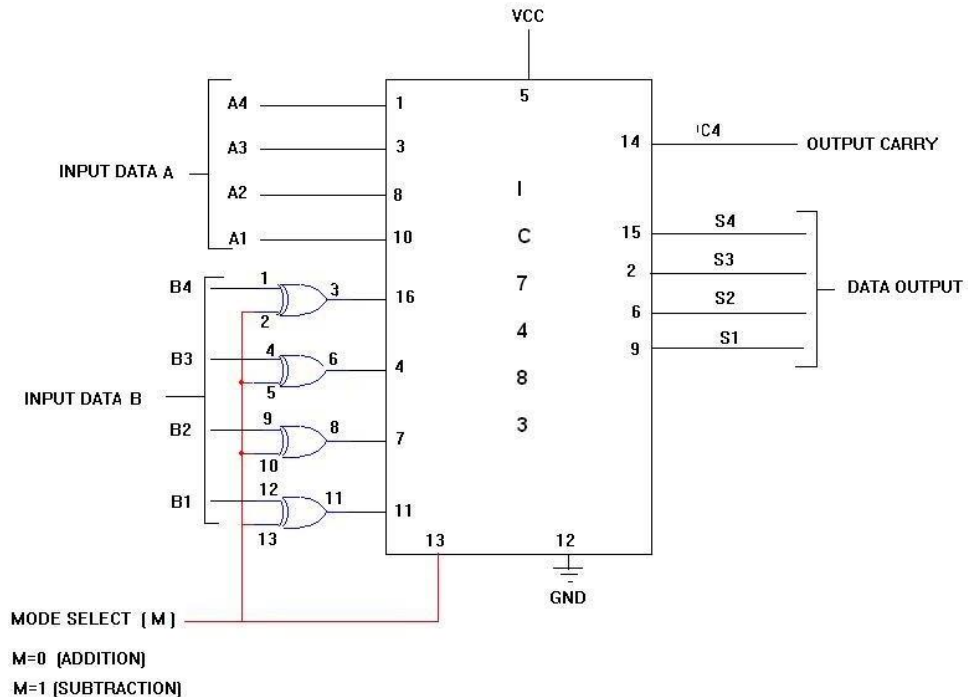 VCC
5
A4 1
A3 3
A2 8
A1 10
INPUT DATA A
14 'C4 OUTPUT CARRY
I
C
7
4
8
3
15 S4
2 S3
6 S2
9 S1
DATA OUTPUT
B4 1 2 3 16
B3 4 5 6 4
B2 9 10 8 7
B1 12 13 11 11
INPUT DATA B
13 12
GND
MODE SELECT ( M )
M=0 (ADDITION)
M=1 (SUBTRACTION)